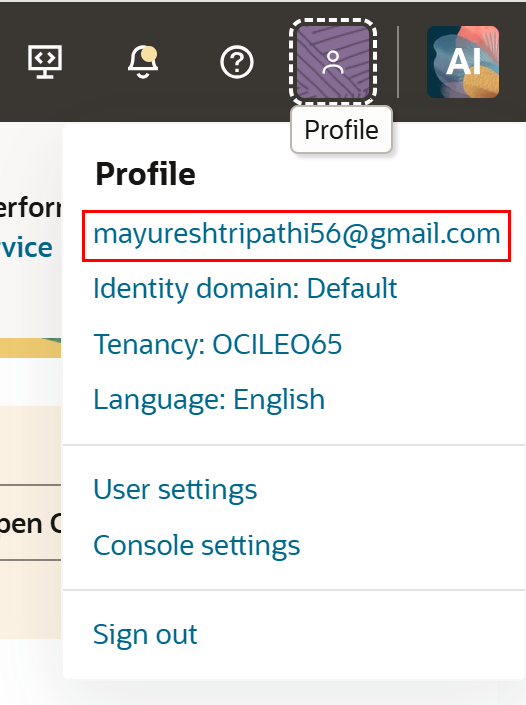 AI
Profile
Profile
mayureshtripathi56@gmail.com
Identity domain: Default
Tenancy: OCILEO65
Language: English
User settings
Console settings
Sign out